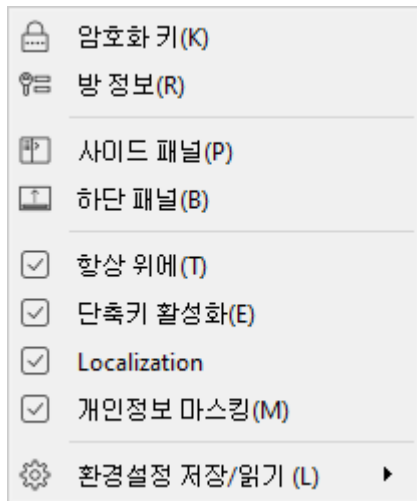 암호화 키(K)
방 정보(R)
사이드 패널(P)
하단 패널(B)
항상 위에(T)
단축키 활성화(E)
Localization
개인정보 마스킹(M)
환경설정 저장/읽기 (L)